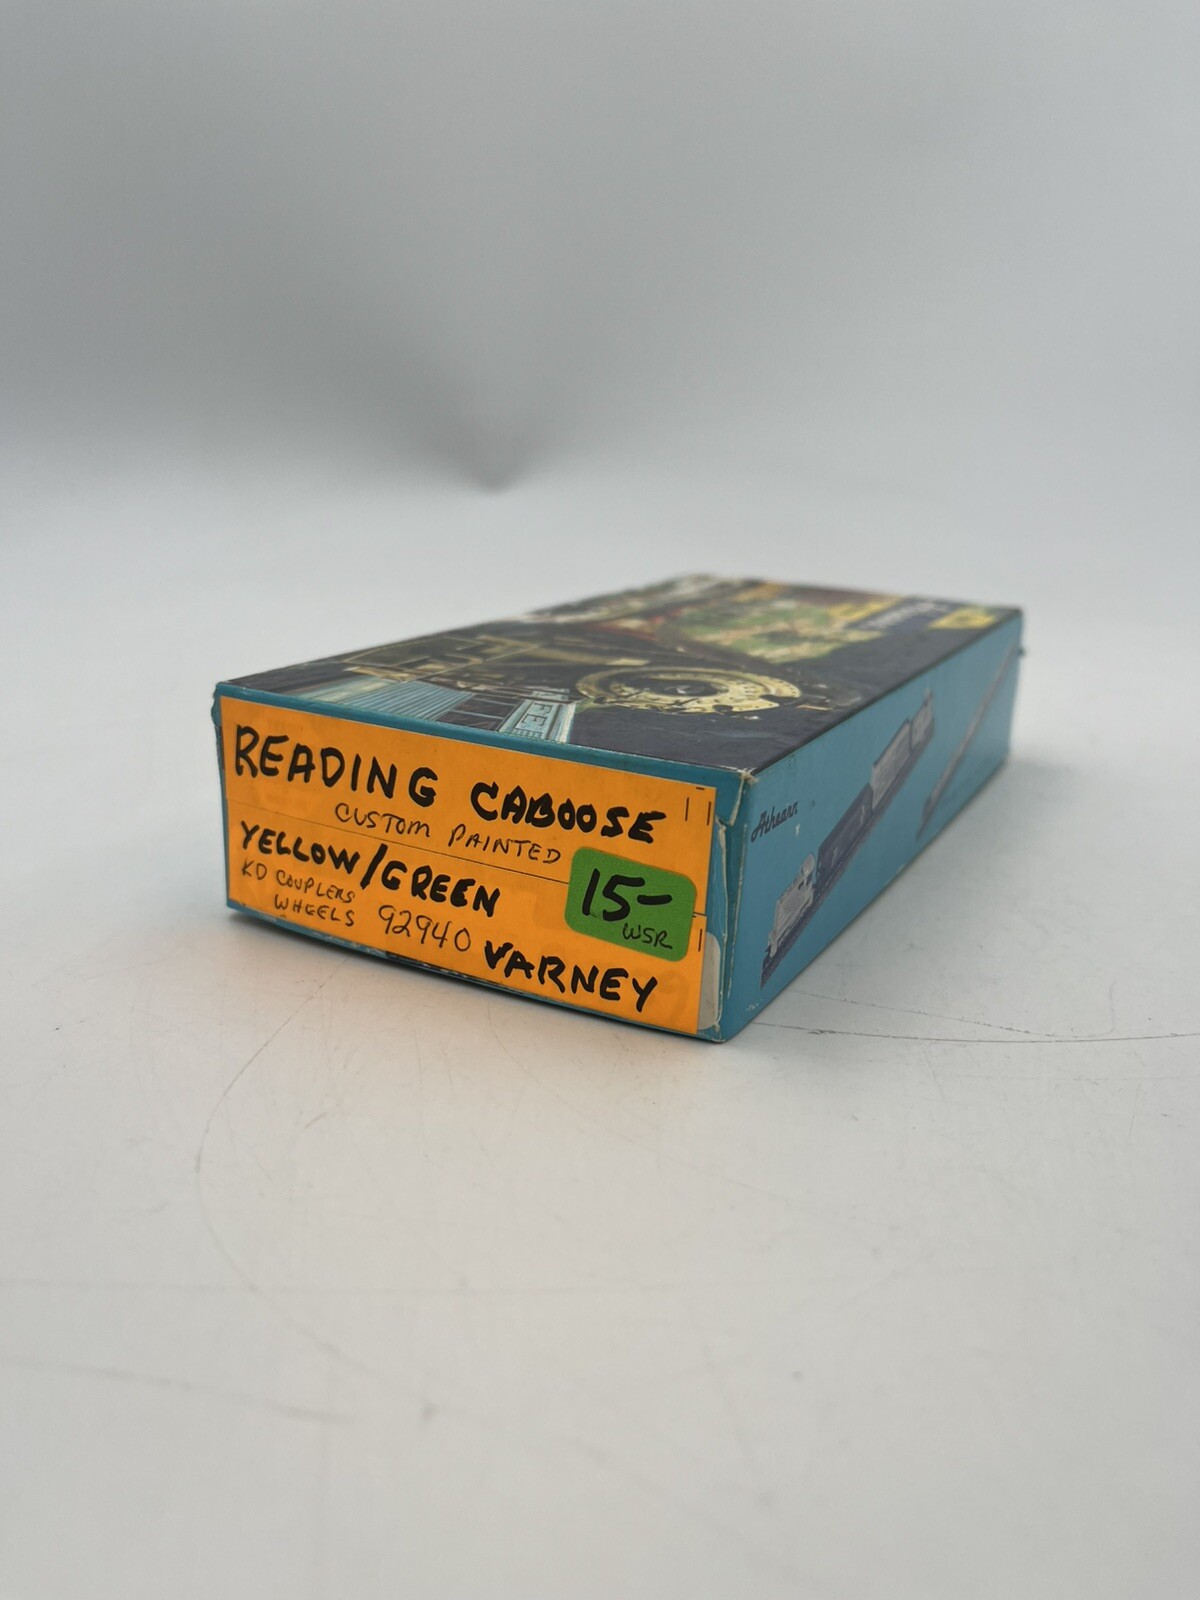 READING CABOOSE
CUSTOM PAINTED
YELLOW/GREEN
KD COUPLERS
WHEELS 92940 VARNEY
15-
WSR
Athearn